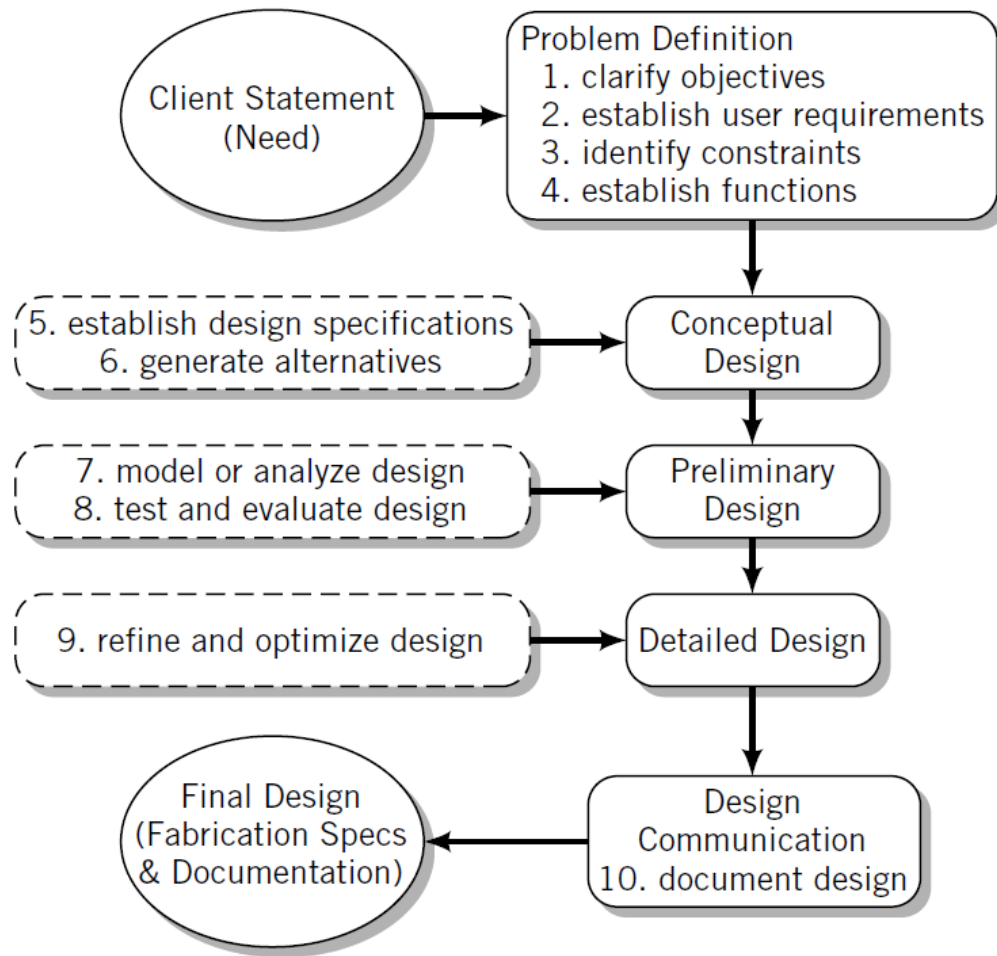 Client Statement
(Need)
Problem Definition
1. clarify objectives
2. establish user requirements
3. identify constraints
4. establish functions
5. establish design specifications
6. generate alternatives
Conceptual
Design
7. model or analyze design
8. test and evaluate design
Preliminary
Design
9. refine and optimize design
Detailed Design
Final Design
(Fabrication Specs
& Documentation)
Design
Communication
10. document design